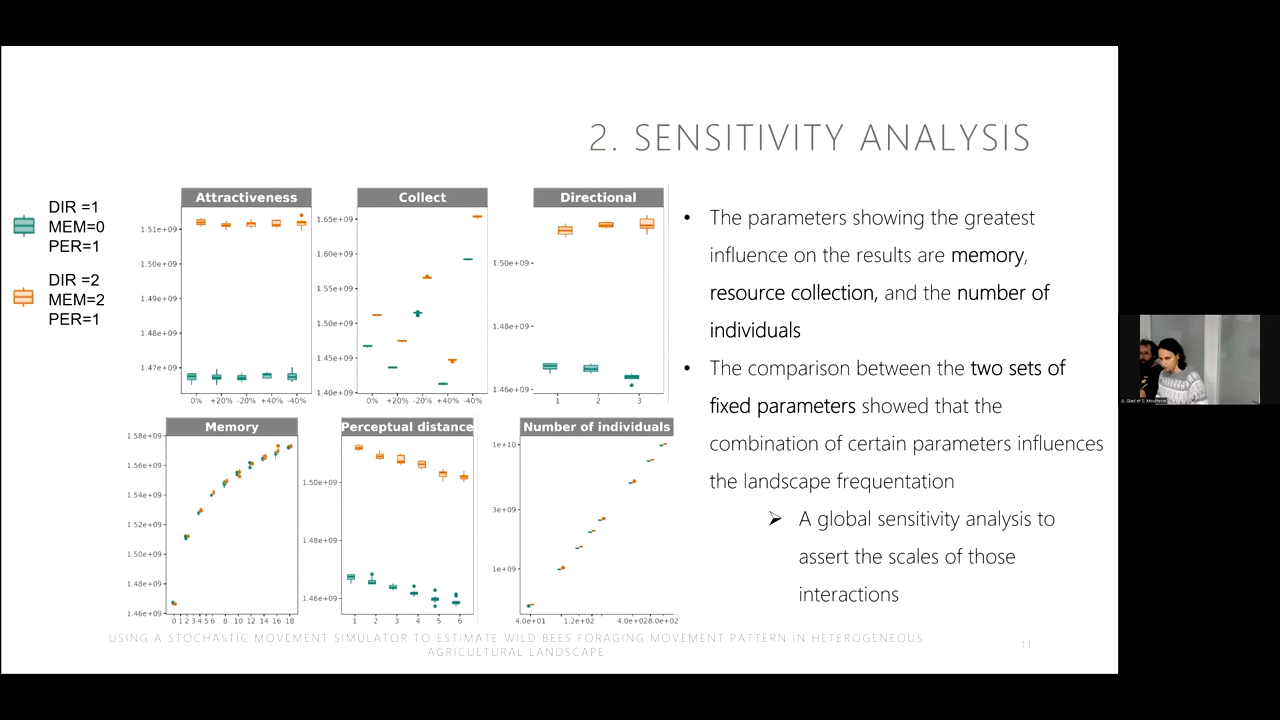 2. SENSITIVITY ANALYSIS
DIR =1
MEM=0
PER=1
DIR =2
MEM=2
PER=1
Attractiveness
1.51e+09
1.50e+09
1.49e+09
1.48e+09
1.47e+09
0% +20% -20% +40% -40%
Collect
1.65e+09
1.60e+09
1.55e+09
1.50e+09
1.45e+09
1.40e+09
0% +20% -20% +40% -40%
Directional
1.50e+09
1.48e+09
1.46e+09
1 2 3
Memory
1.58e+09
1.56e+09
1.54e+09
1.52e+09
1.50e+09
1.48e+09
1.46e+09
0 1 2 3 4 5 6 8 10 12 14 16 18
Perceptual distance
1.50e+09
1.48e+09
1.46e+09
1 2 3 4 5 6
Number of individuals
1e+10
3e+09
1e+09
4.0e+01 1.2e+02 4.0e+028.0e+02
• The parameters showing the greatest
influence on the results are memory,
resource collection, and the number of
individuals
• The comparison between the two sets of
fixed parameters showed that the
combination of certain parameters influences
the landscape frequentation
➢ A global sensitivity analysis to
assert the scales of those
interactions
USING A STOCHASTIC MOVEMENT SIMULATOR TO ESTIMATE WILD BEES FORAGING MOVEMENT PATTERN IN HETEROGENEOUS
AGRICULTURAL LANDSCAPE
11